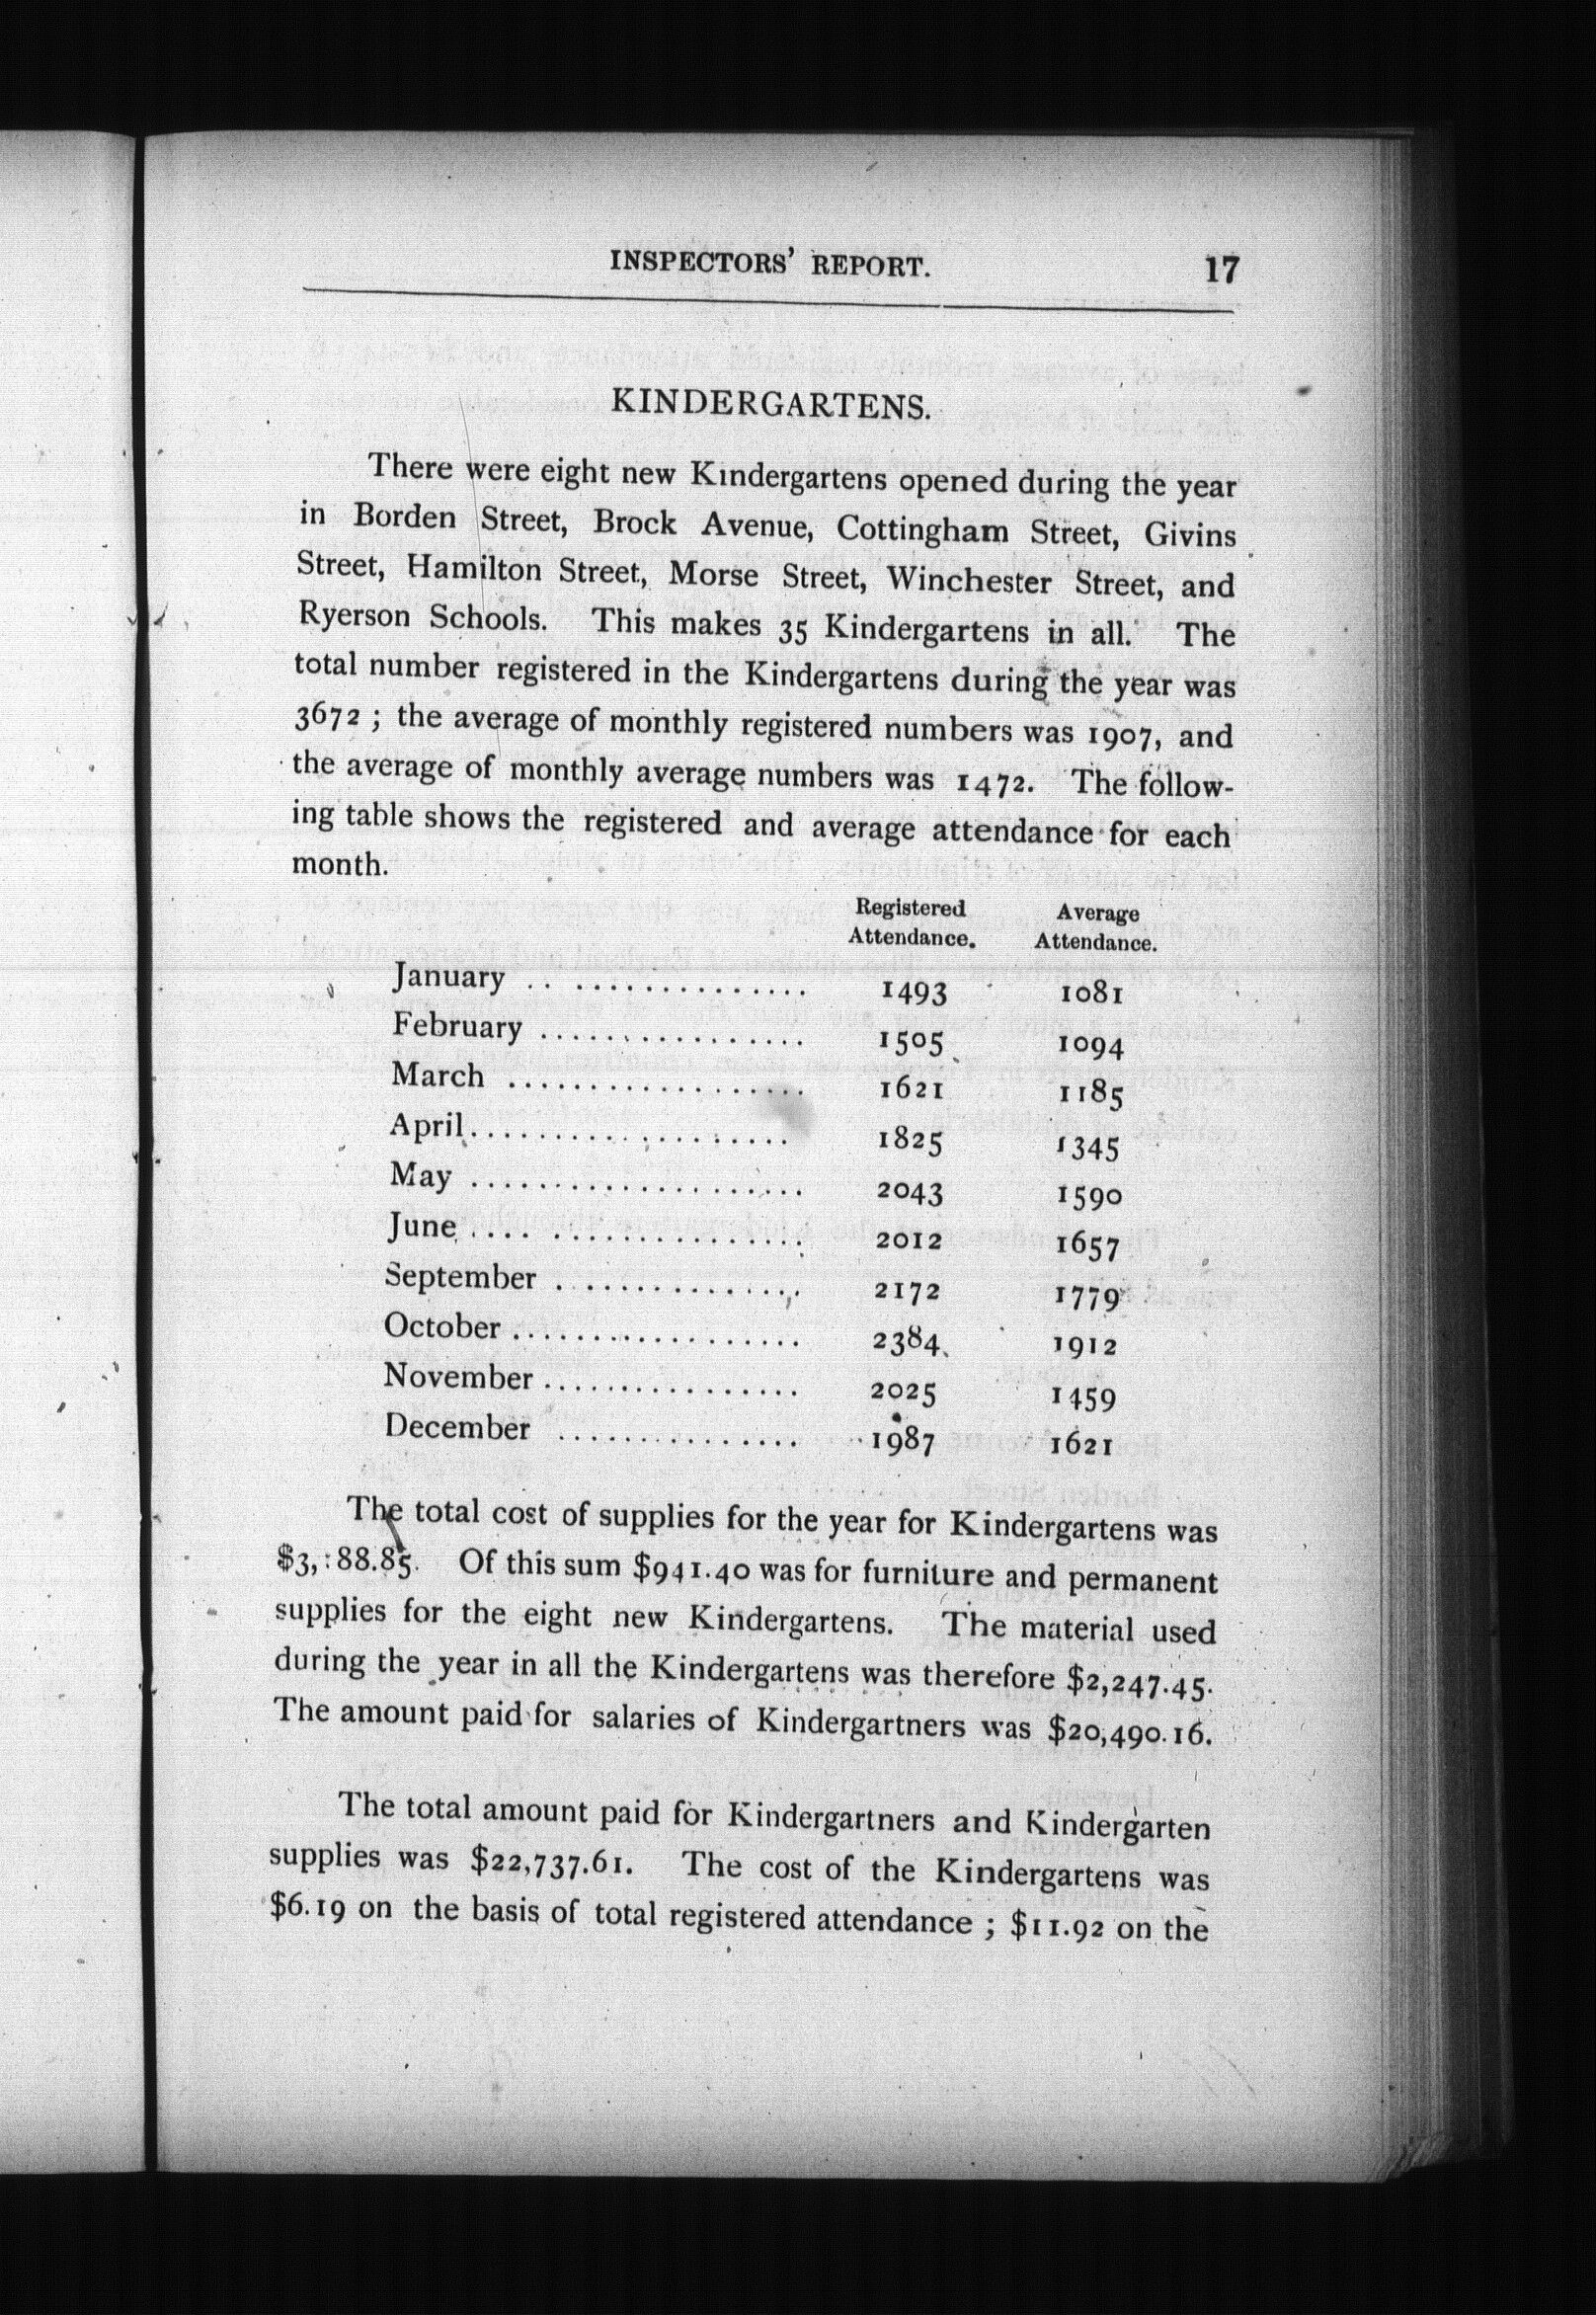 INSPECTORS' REPORT. 17
KINDERGARTENS.
There were eight new Kindergartens opened during the year
in Borden Street, Brock Avenue, Cottingham Street, Givins
Street, Hamilton Street, Morse Street, Winchester Street, and
Ryerson Schools. This makes 35 Kindergartens in all. The
total number registered in the Kindergartens during the year was
3672 ; the average of monthly registered numbers was 1907, and
the average of monthly average numbers was 1472. The follow-
ing table shows the registered and average attendance for each
month.
Registered Average
Attendance. Attendance.
January .. .............. 1493 1081
February ................ 1505 1094
March .................. 1621 1185
April................... 1825 1345
May .................... 2043 1590
June.... ............... 2012 1657
September .............. 2172 1779
October ................. 2384 1912
November ................ 2025 1459
December ............... 1987 1621
The total cost of supplies for the year for Kindergartens was
$3,:88.85. Of this sum $941.40 was for furniture and permanent
supplies for the eight new Kindergartens. The material used
during the year in all the Kindergartens was therefore $2,247.45.
The amount paid for salaries of Kindergartners was $20,490.16.
The total amount paid for Kindergartners and Kindergarten
supplies was $22,737.61. The cost of the Kindergartens was
$6.19 on the basis of total registered attendance ; $11.92 on the